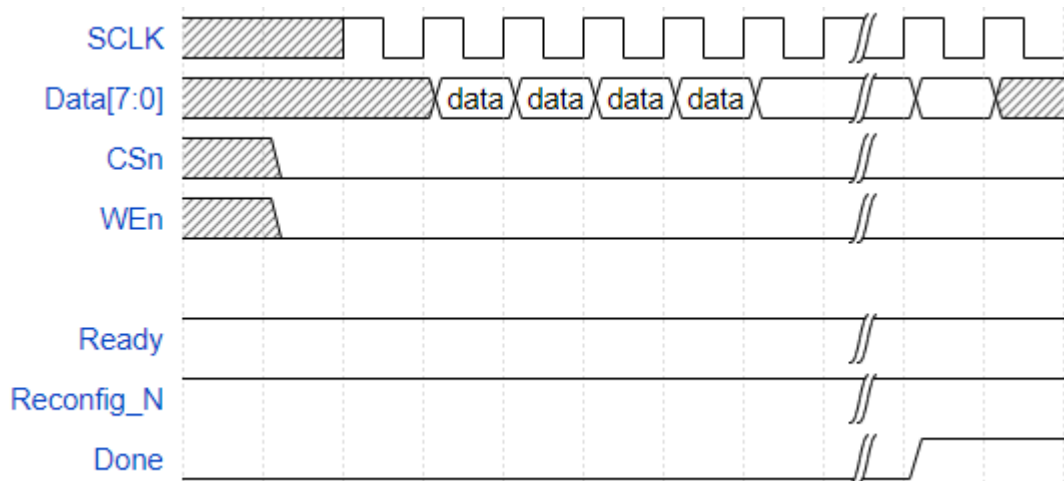 SCLK
Data[7:0] data data data data
CSn
WEn
Ready
Reconfig_N
Done